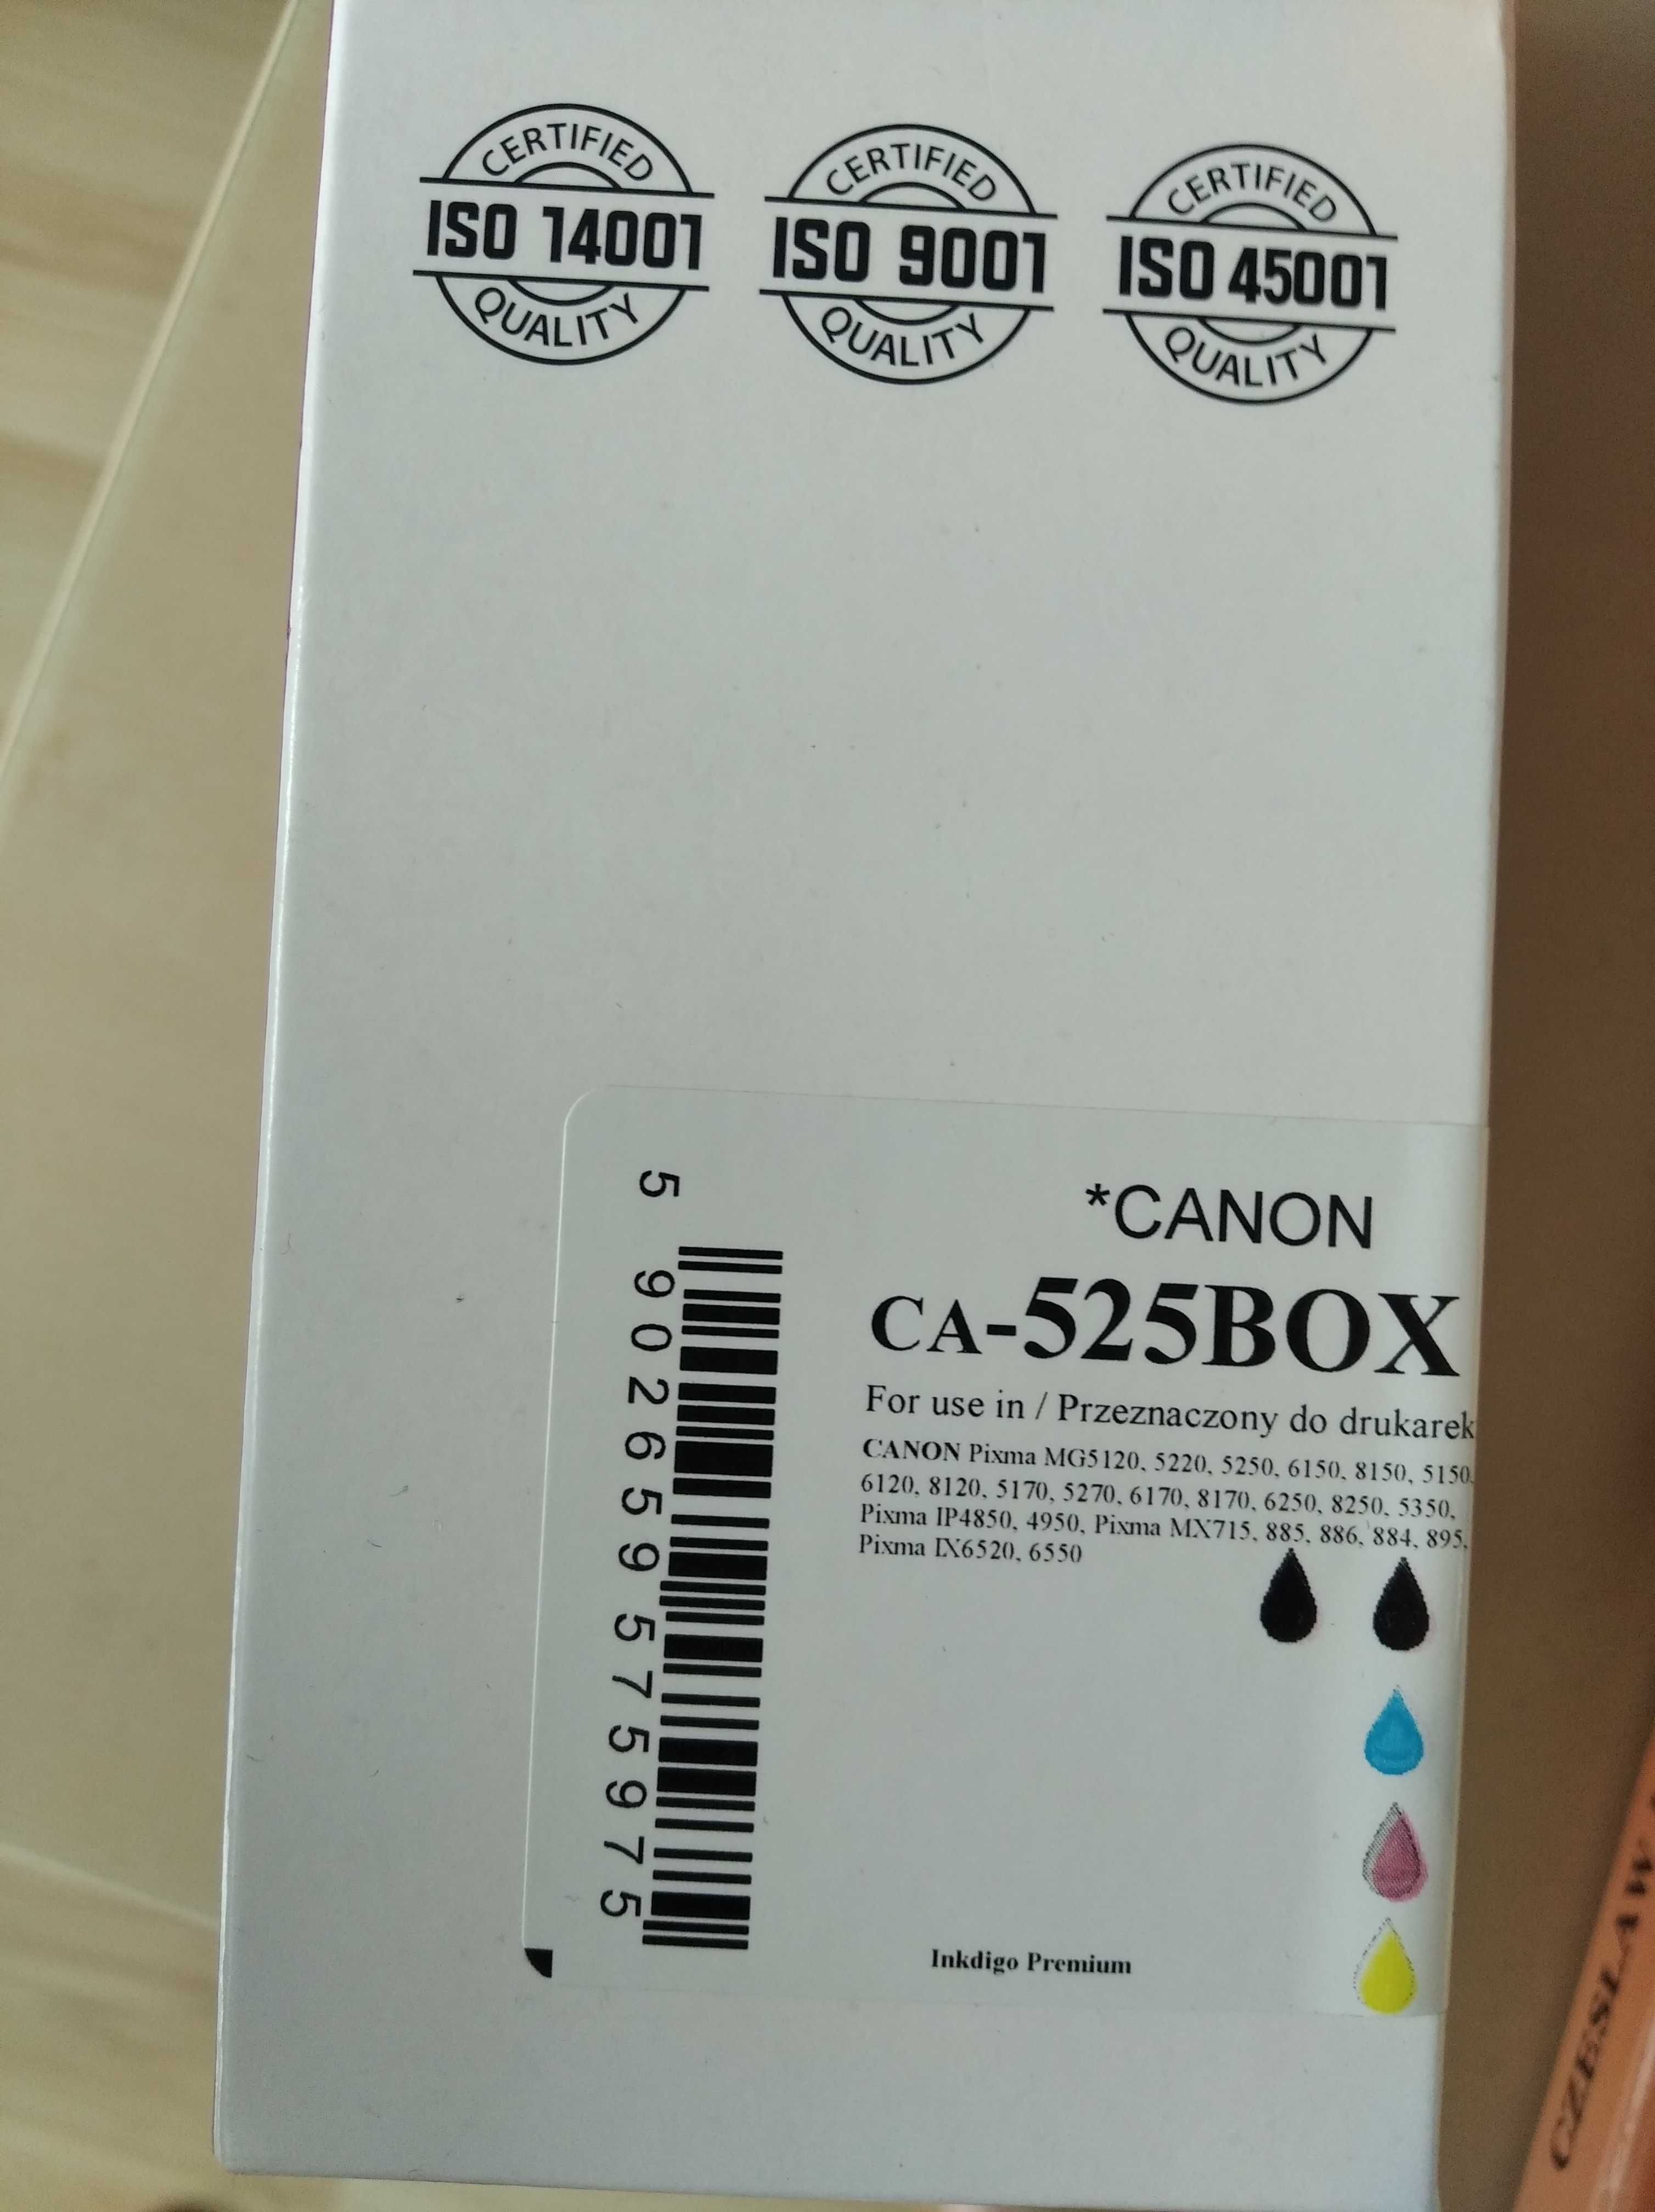 CERTIFIED
ISO 14001
QUALITY
CERTIFIED
ISO 9001
QUALITY
CERTIFIED
ISO 45001
QUALITY
*CANON
CA-525BOX
For use in / Przeznaczony do drukarek
CANON Pixma MG5120, 5220, 5250, 6150, 8150, 5150,
6120, 8120, 5170, 5270, 6170, 8170, 6250, 8250, 5350,
Pixma IP4850, 4950, Pixma MX715, 885, 886, 884, 895,
Pixma IX6520, 6550
5 902659 575975
Inkdigo Premium
CZESŁAW